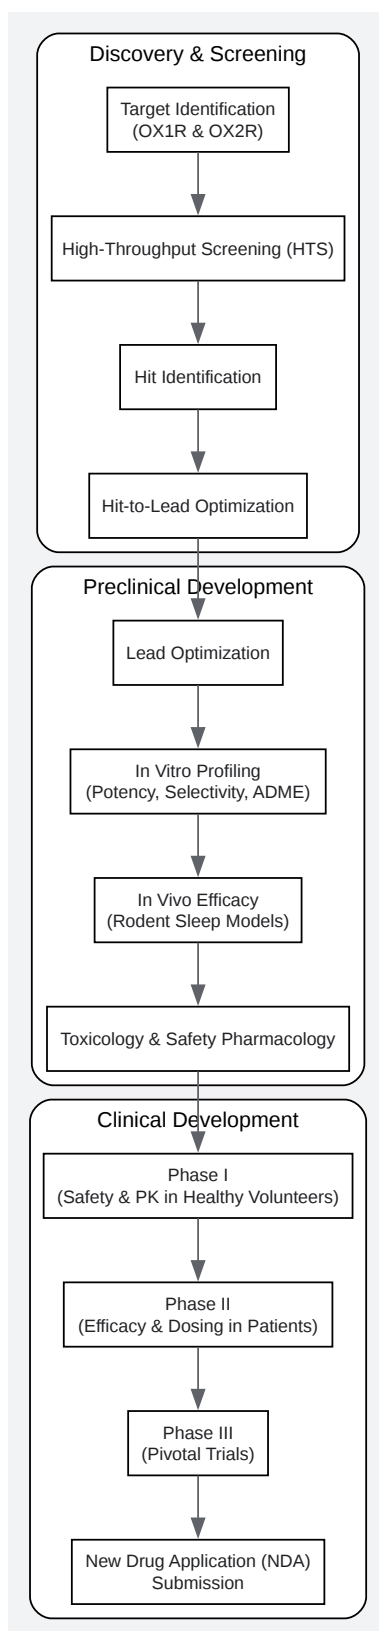 Discovery & Screening
Target Identification
(OX1R & OX2R)
High-Throughput Screening (HTS)
Hit Identification
Hit-to-Lead Optimization
Preclinical Development
Lead Optimization
In Vitro Profiling
(Potency, Selectivity, ADME)
In Vivo Efficacy
(Rodent Sleep Models)
Toxicology & Safety Pharmacology
Clinical Development
Phase I
(Safety & PK in Healthy Volunteers)
Phase II
(Efficacy & Dosing in Patients)
Phase III
(Pivotal Trials)
New Drug Application (NDA)
Submission